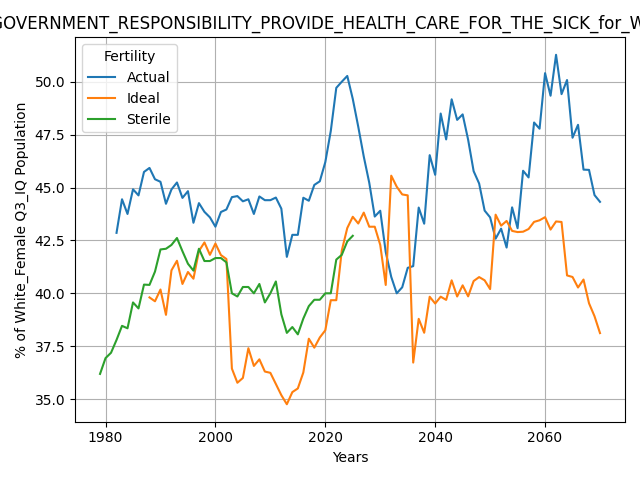 GOVERNMENT_RESPONSIBILITY_PROVIDE_HEALTH_CARE_FOR_THE_SICK_for_W
Fertility
Actual
Ideal
Sterile
% of White_Female Q3_IQ Population
50.0
47.5
45.0
42.5
40.0
37.5
35.0
1980
2000
2020
2040
2060
Years